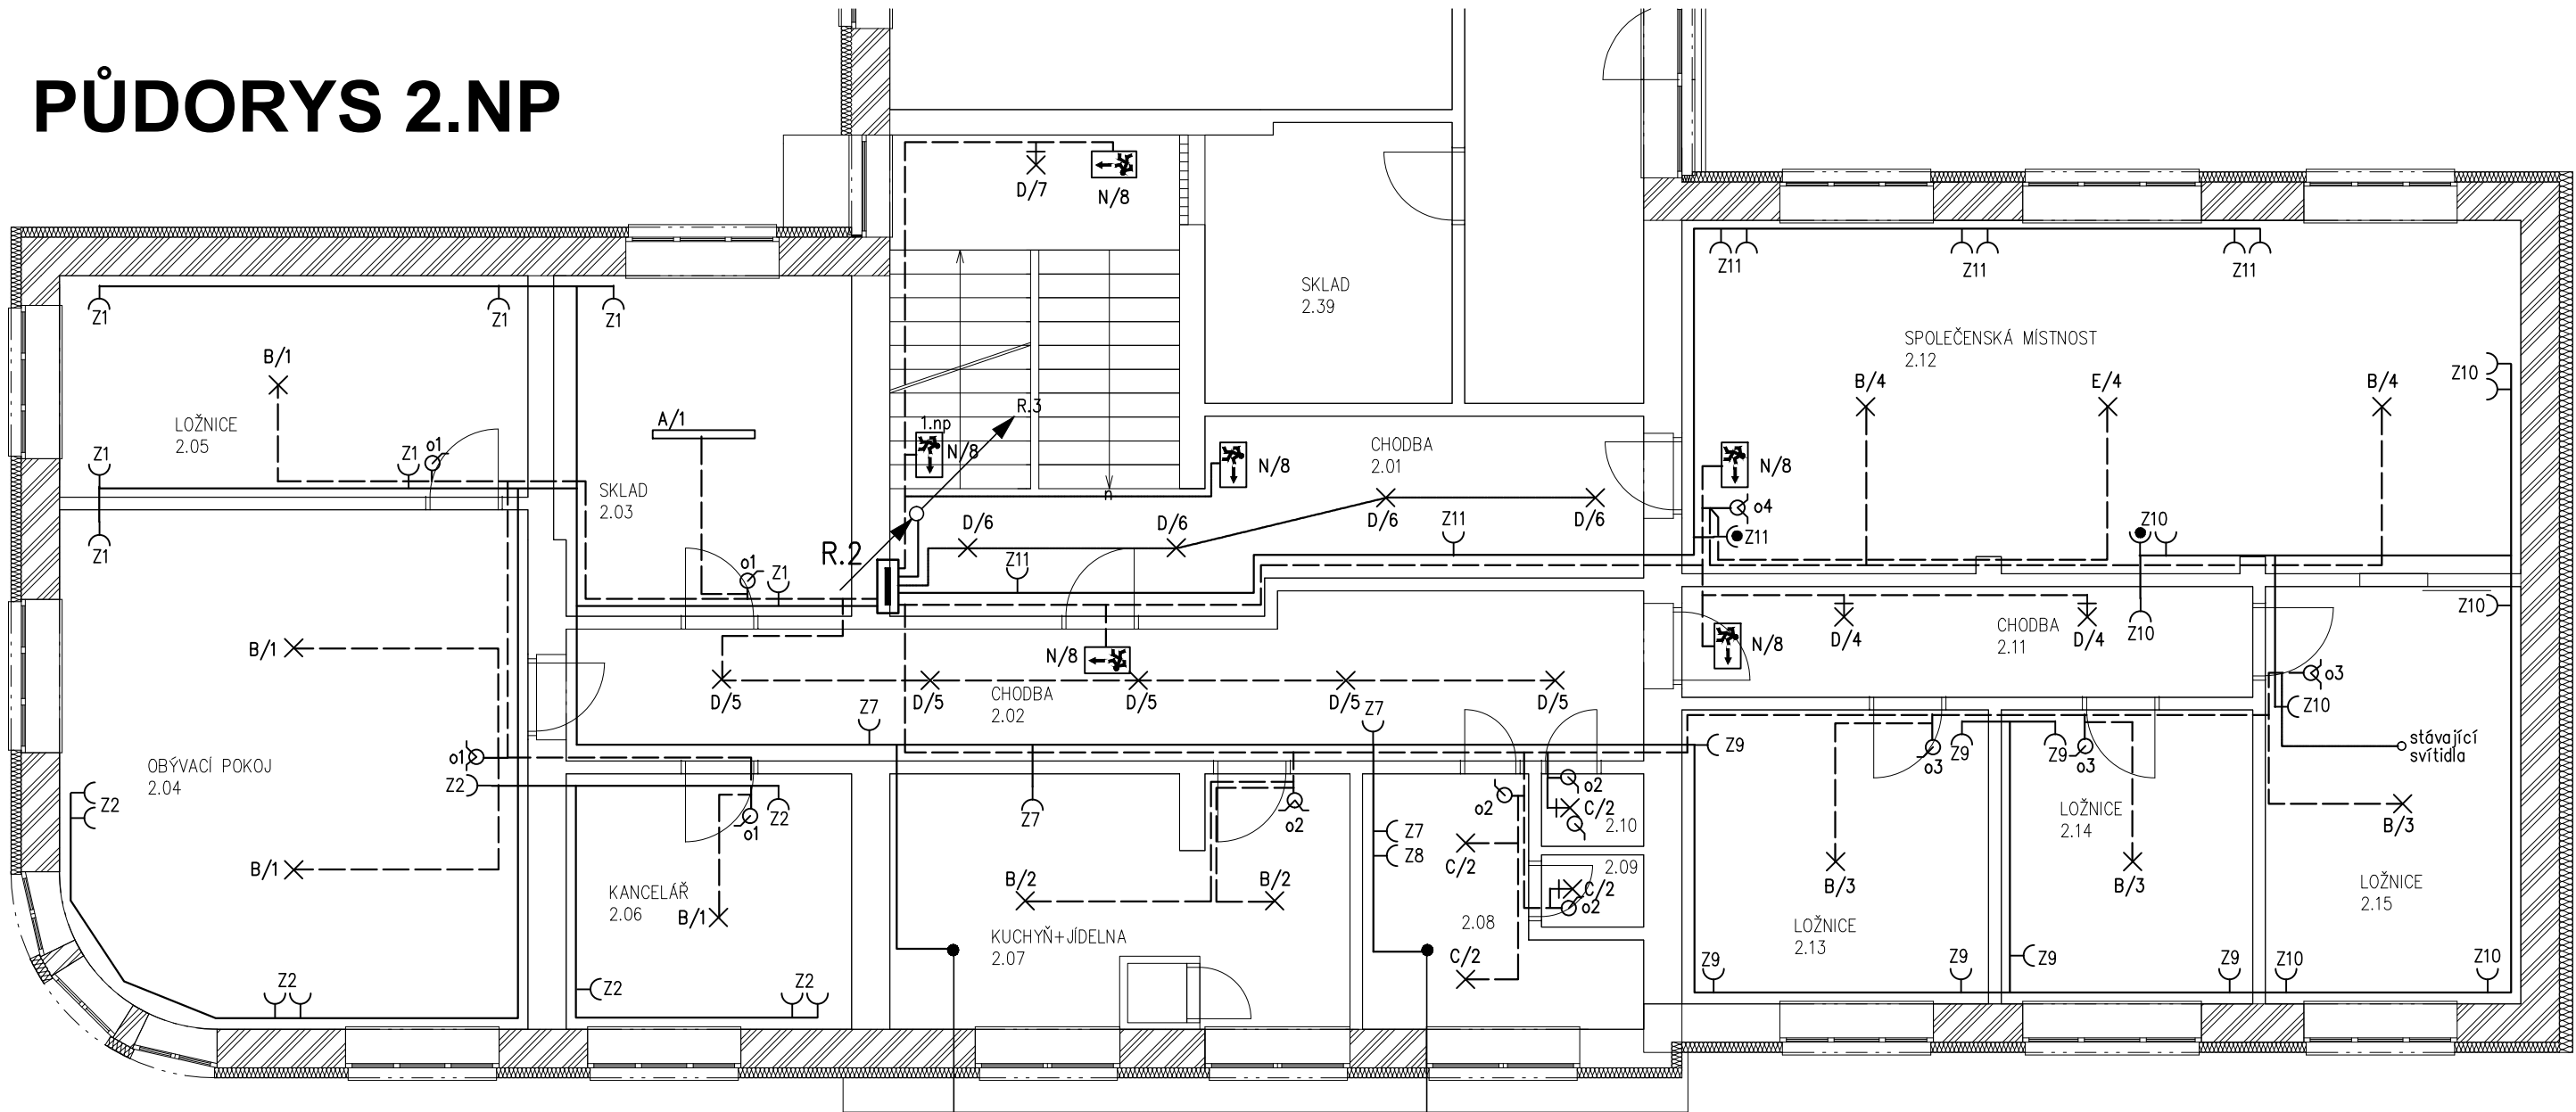 PŮDORYS 2.NP
D/7
N/8
SKLAD
2.39
Z1
Z1
Z1
B/1
LOŽNICE
2.05
Z1
Z1
o1
Z1
A/1
SKLAD
2.03
o1
Z1
1.np
N/8
R.3
R.2
n
N/8
CHODBA
2.01
D/6
D/6
D/6
D/6
Z11
Z11
Z11
Z11
Z11
SPOLEČENSKÁ MÍSTNOST
2.12
Z10
B/4
E/4
B/4
N/8
o4
Z11
Z10
Z10
Z10
D/4
D/4
CHODBA
2.11
N/8
N/8
D/5
D/5
D/5
D/5
D/5
CHODBA
2.02
Z7
Z7
B/1
OBÝVACÍ POKOJ
2.04
o1
Z2
Z2
B/1
Z2
Z2
o1
KANCELÁŘ
2.06
B/1
Z2
Z2
Z7
o2
B/2
B/2
KUCHYŇ+JÍDELNA
2.07
Z7
Z8
o2
C/2
2.08
C/2
o2
C/2
2.10
2.09
C/2
o2
Z9
o3
Z9
Z9
o3
B/3
LOŽNICE
2.13
Z9
Z9
LOŽNICE
2.14
B/3
Z9
Z9
o3
Z10
stávající
svítidla
B/3
LOŽNICE
2.15
Z10
Z10